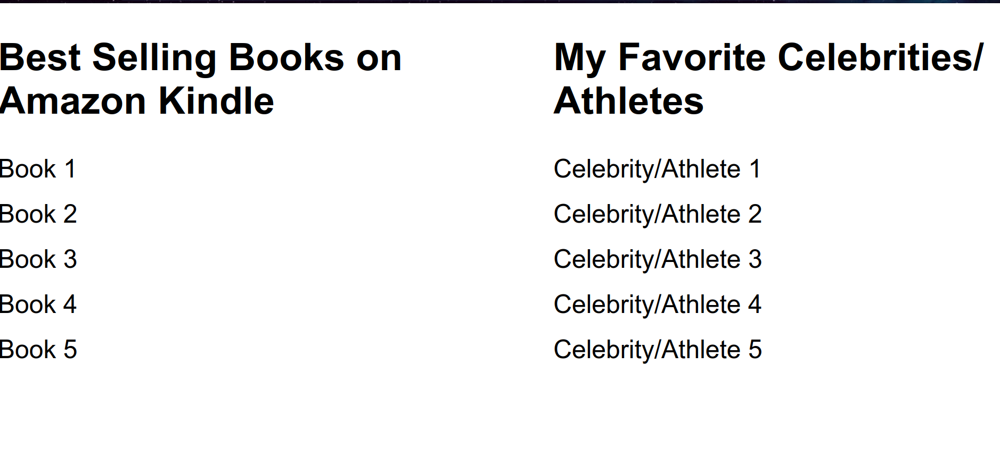 Best Selling Books on
Amazon Kindle
Book 1
Book 2
Book 3
Book 4
Book 5
My Favorite Celebrities/
Athletes
Celebrity/Athlete 1
Celebrity/Athlete 2
Celebrity/Athlete 3
Celebrity/Athlete 4
Celebrity/Athlete 5